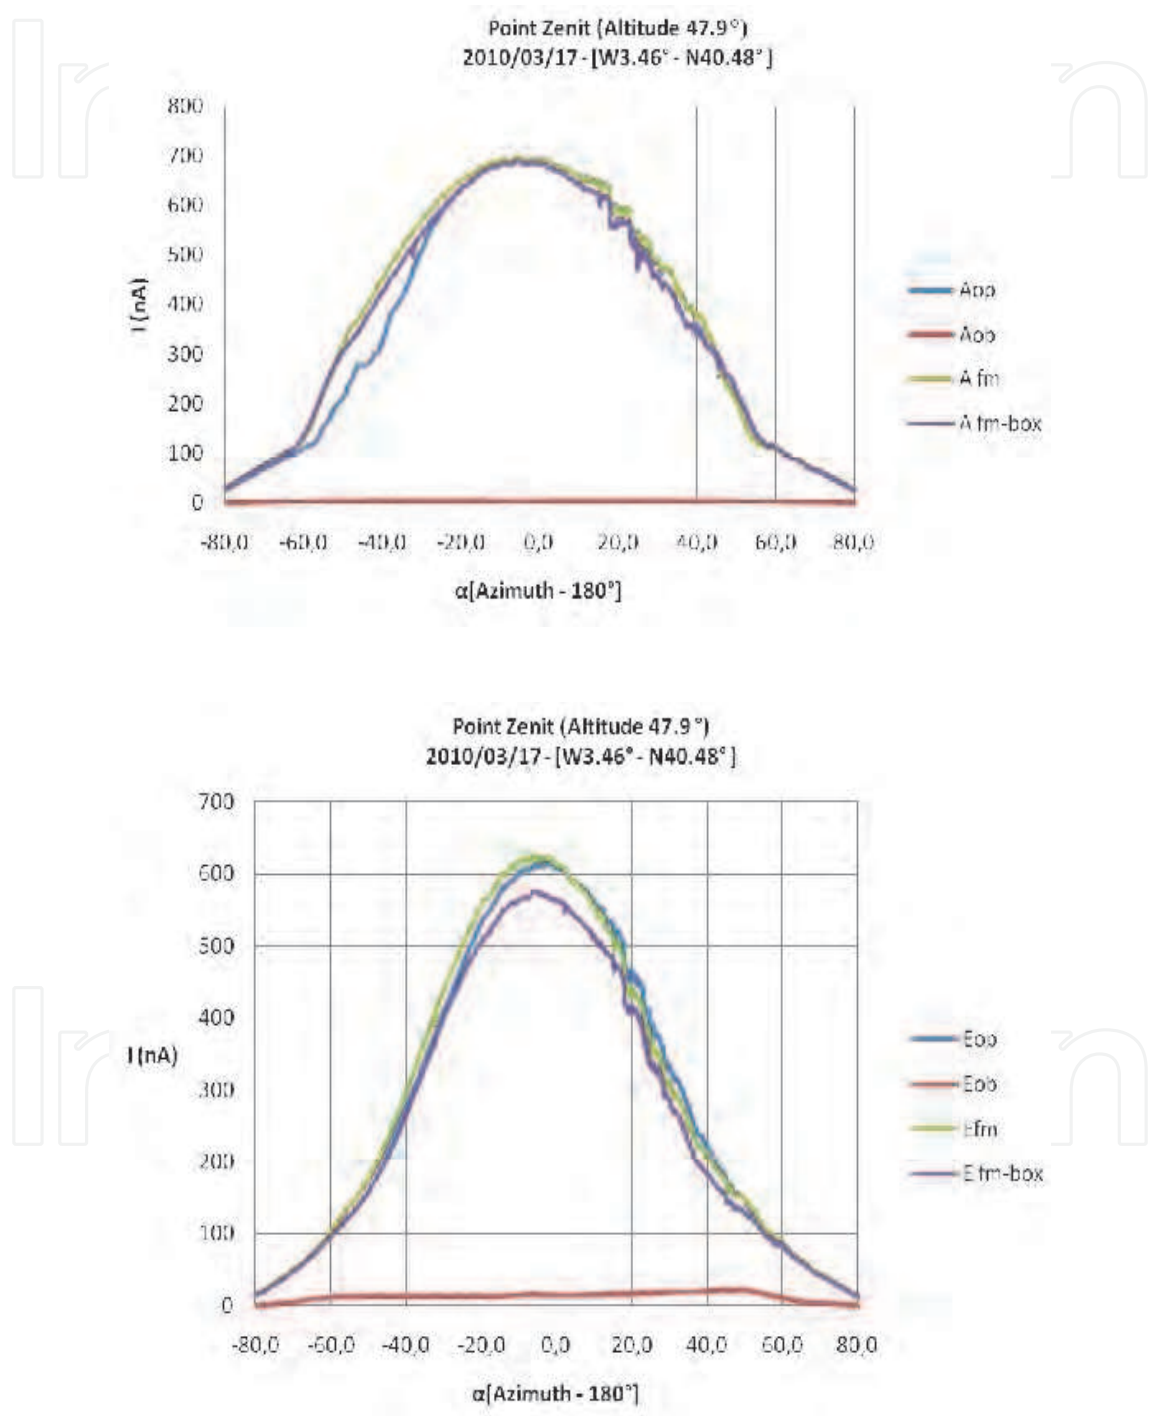 Point Zenit (Altitude 47.9°)
2010/03/17 - [W3.46° - N40.48° ]
800
700
600
500
400
300
200
100
0
I (nA)
-80,0 -60,0 -40,0 -20,0 0,0 20,0 40,0 60,0 80,0
α[Azimuth - 180°]
Aop
Aob
A fm
A fm-box
Point Zenit (Altitude 47.9°)
2010/03/17 - [W3.46° - N40.48° ]
700
600
500
400
300
200
100
0
I (nA)
-80,0 -60,0 -40,0 -20,0 0,0 20,0 40,0 60,0 80,0
α[Azimuth - 180°]
Eop
Eob
Efm
E fm-box